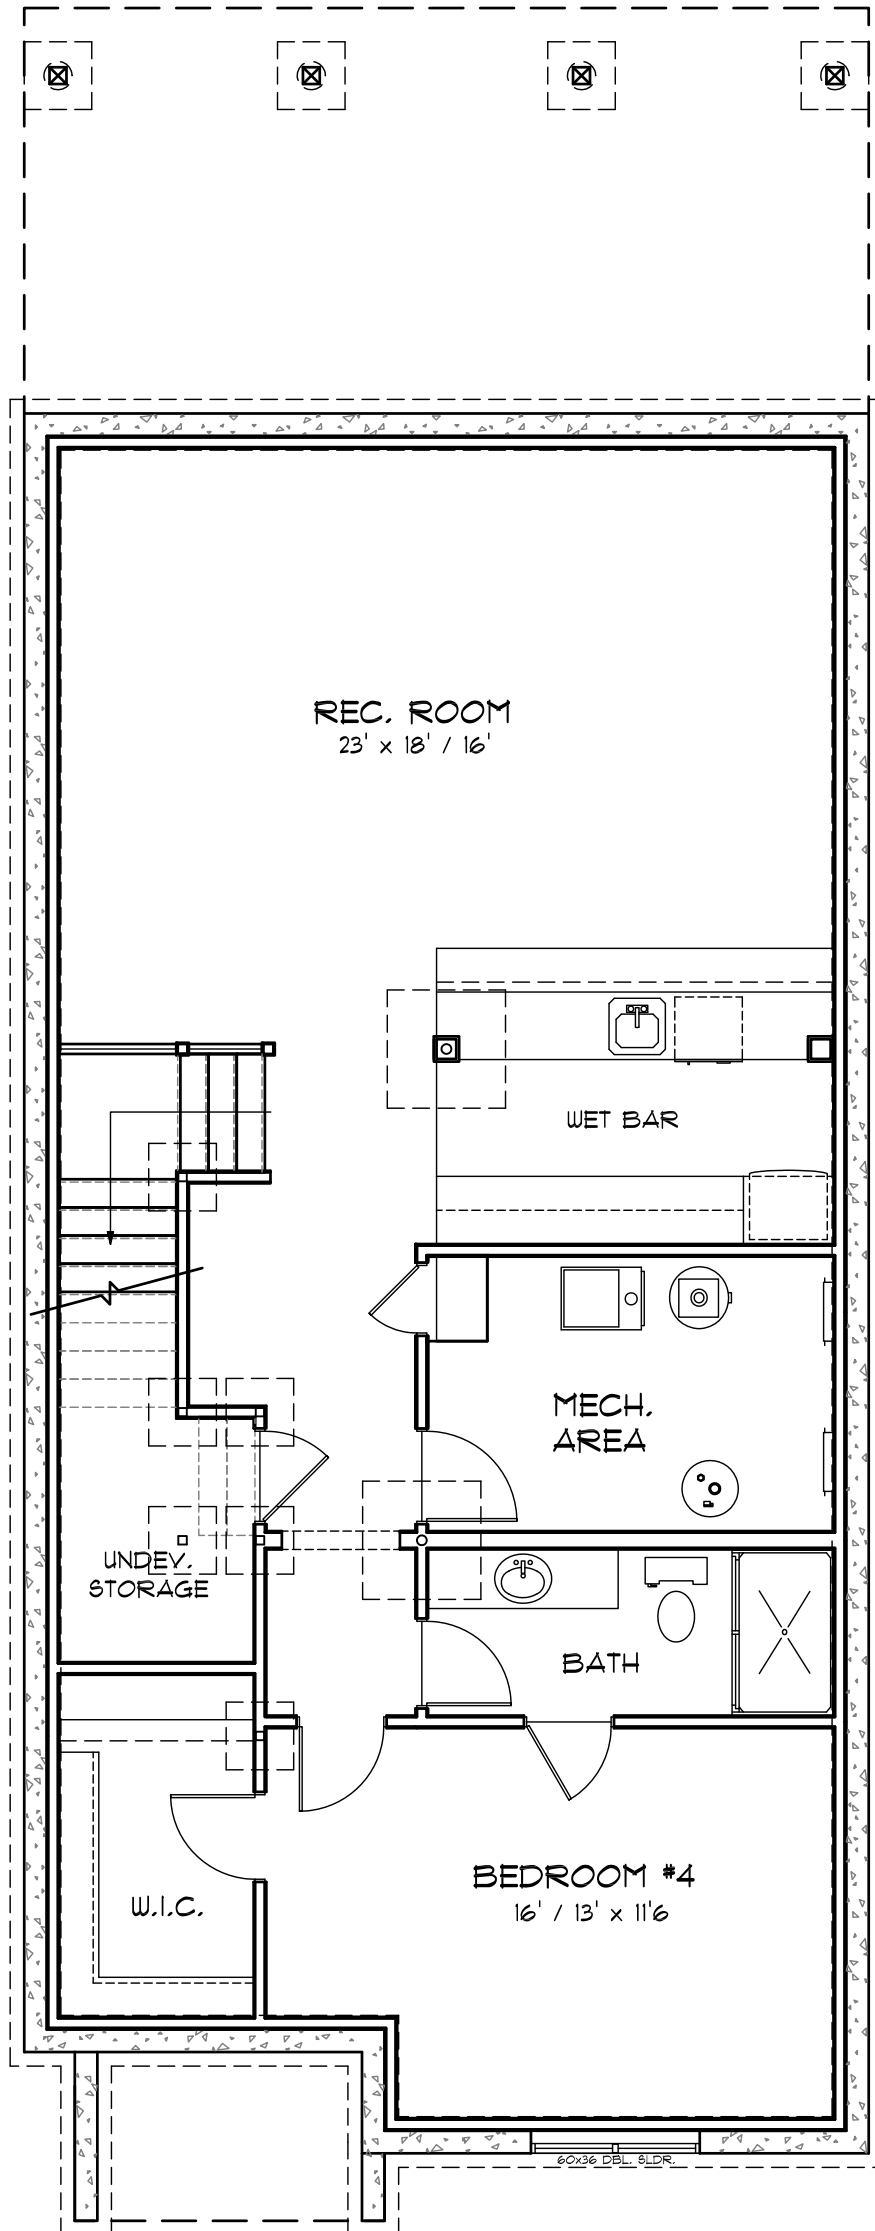 REC. ROOM
23' x 18' / 16'
WET BAR
MECH.
AREA
UNDEV.
STORAGE
BATH
BEDROOM #4
16' / 13' x 11'6
W.I.C.
60x36 DBL. SLDR.